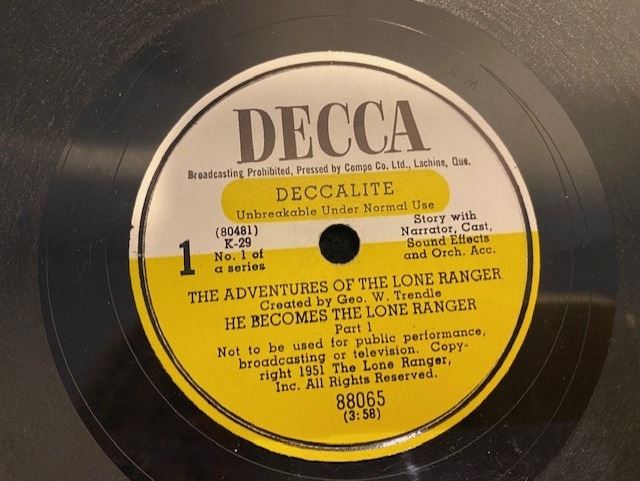 DECCA
Broadcasting Prohibited, Pressed by Compo Co. Ltd., Lachine, Que.
DECCALITE
Unbreakable Under Normal Use
1
(80481)
K-29
No. 1 of
a series
Story with
Narrator, Cast,
Sound Effects
and Orch. Acc.
THE ADVENTURES OF THE LONE RANGER
Created by Geo. W. Trendle
HE BECOMES THE LONE RANGER
Part 1
Not to be used for public performance,
broadcasting or television. Copy-
right 1951 The Lone Ranger,
Inc. All Rights Reserved.
88065
(3:58)